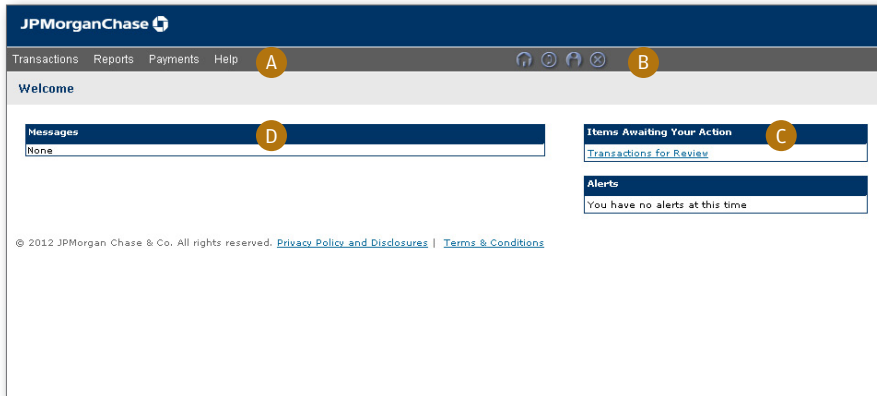 JPMorganChase
Transactions Reports Payments Help A B
Welcome
Messages D
None
Items Awaiting Your Action C
Transactions for Review
Alerts
You have no alerts at this time
© 2012 JPMorgan Chase & Co. All rights reserved. Privacy Policy and Disclosures | Terms & Conditions